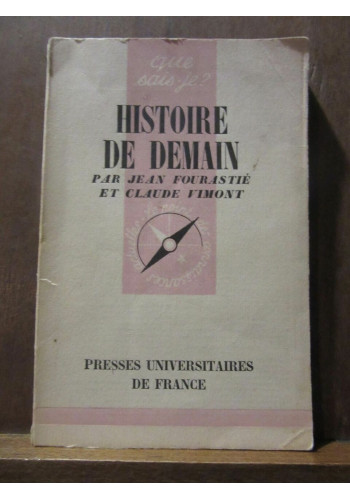 que
sais-je?
HISTOIRE
DE DEMAIN
PAR JEAN FOURASTIÉ
ET CLAUDE VIMONT
PRESSES UNIVERSITAIRES
DE FRANCE